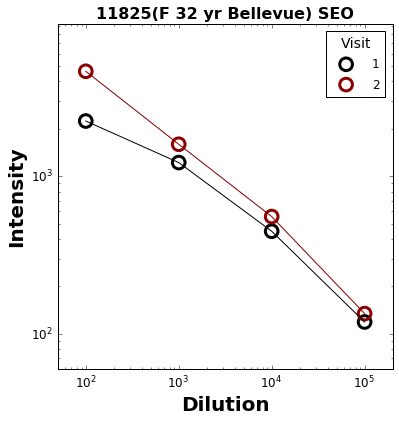 11825(F 32 yr Bellevue) SEO
Visit
1
2
10³
10²
Intensity
10² 10³ 10⁴ 10⁵
Dilution